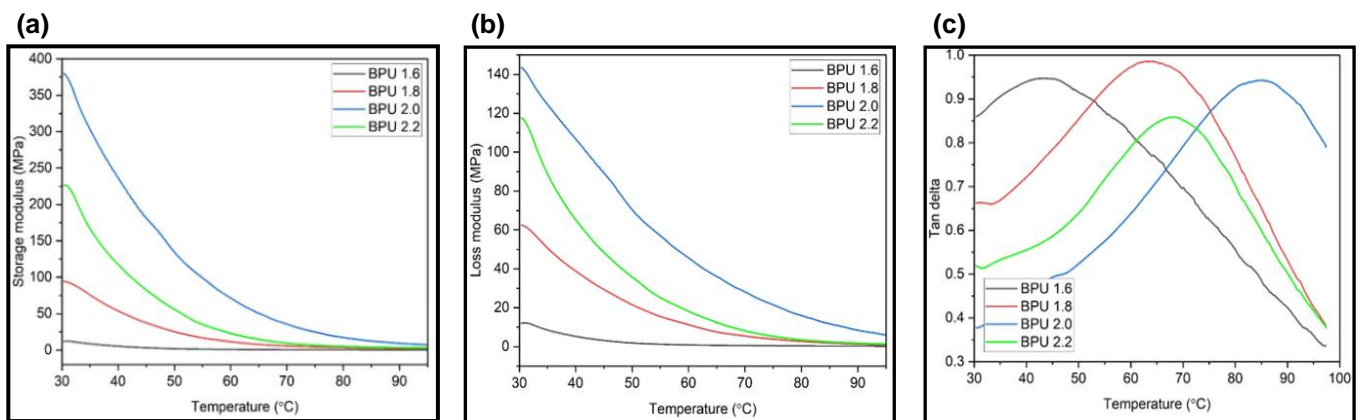 (a)
(b)
(c)
400
350
300
250
200
150
100
50
0
Storage modulus (MPa)
BPU 1.6
BPU 1.8
BPU 2.0
BPU 2.2
30 40 50 60 70 80 90
Temperature (°C)
140
120
100
80
60
40
20
0
Loss modulus (MPa)
BPU 1.6
BPU 1.8
BPU 2.0
BPU 2.2
30 40 50 60 70 80 90
Temperature (°C)
1.0
0.9
0.8
0.7
0.6
0.5
0.4
0.3
Tan delta
BPU 1.6
BPU 1.8
BPU 2.0
BPU 2.2
30 40 50 60 70 80 90 100
Temperature (°C)